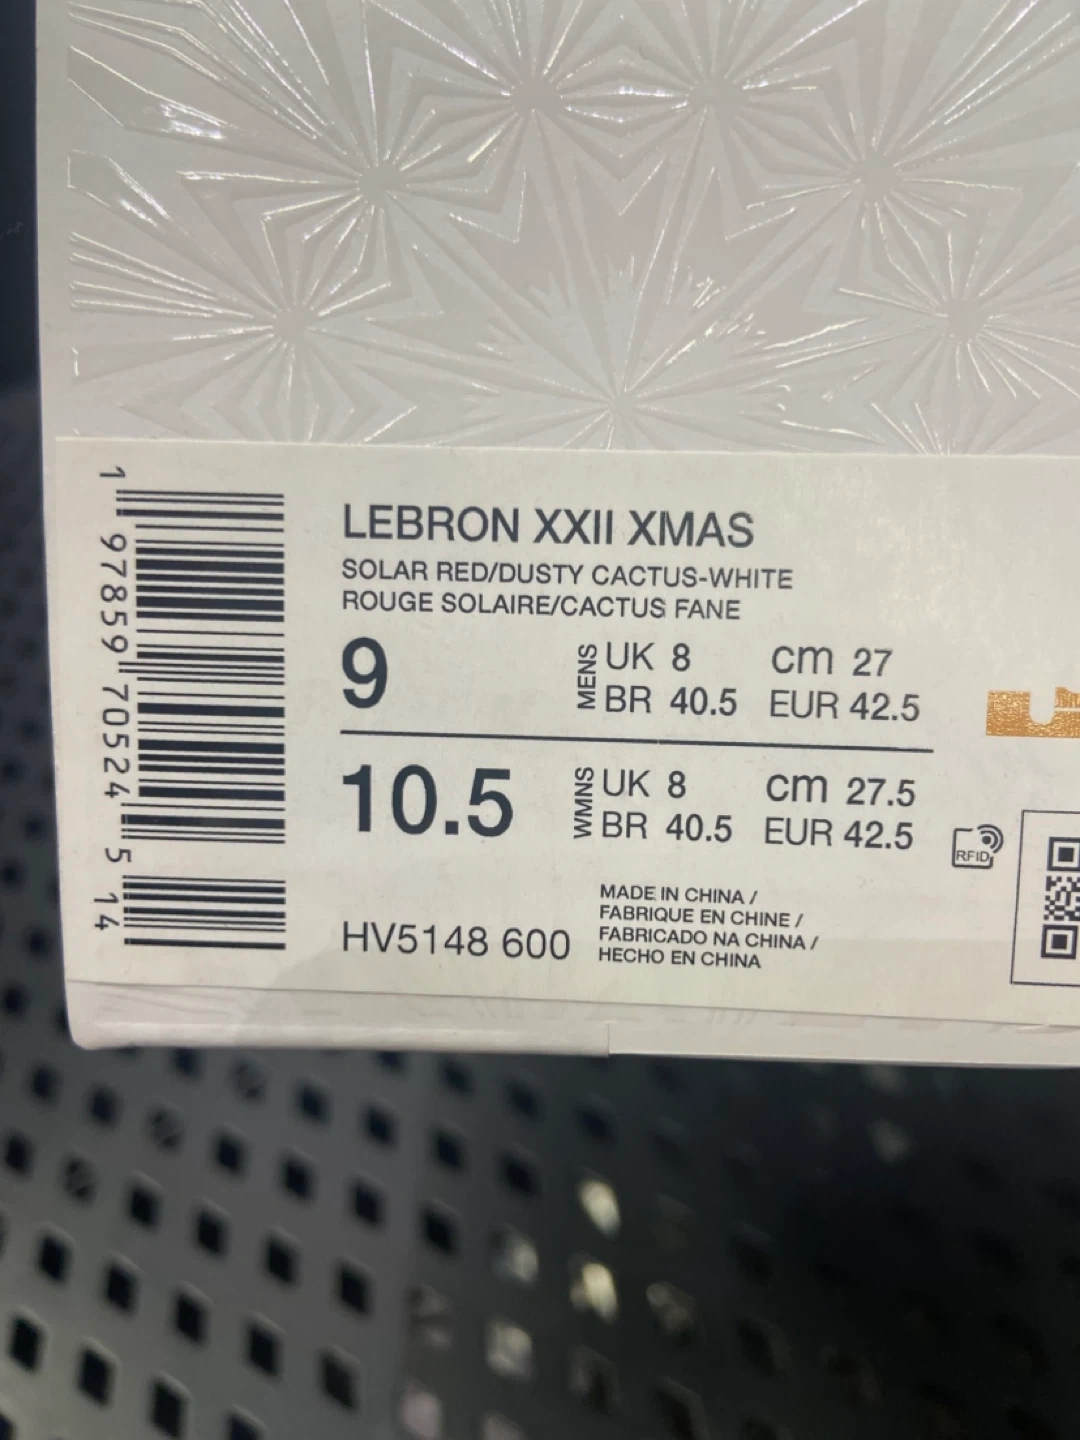 LEBRON XXII XMAS
SOLAR RED/DUSTY CACTUS-WHITE
ROUGE SOLAIRE/CACTUS FANE
9 MENS UK 8 cm 27
BR 40.5 EUR 42.5
10.5 WMNS UK 8 cm 27.5
BR 40.5 EUR 42.5
RFID
HV5148 600
MADE IN CHINA /
FABRIQUE EN CHINE /
FABRICADO NA CHINA /
HECHO EN CHINA
1 97859 70524 5 14